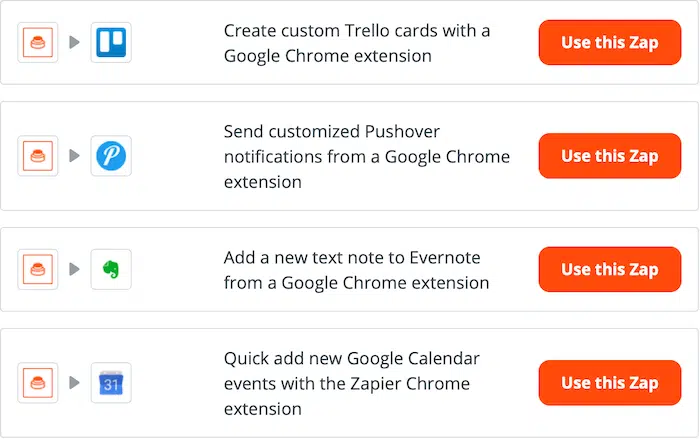 Create custom Trello cards with a
Google Chrome extension
Use this Zap
Send customized Pushover
notifications from a Google Chrome
extension
Use this Zap
Add a new text note to Evernote
from a Google Chrome extension
Use this Zap
31
Quick add new Google Calendar
events with the Zapier Chrome
extension
Use this Zap